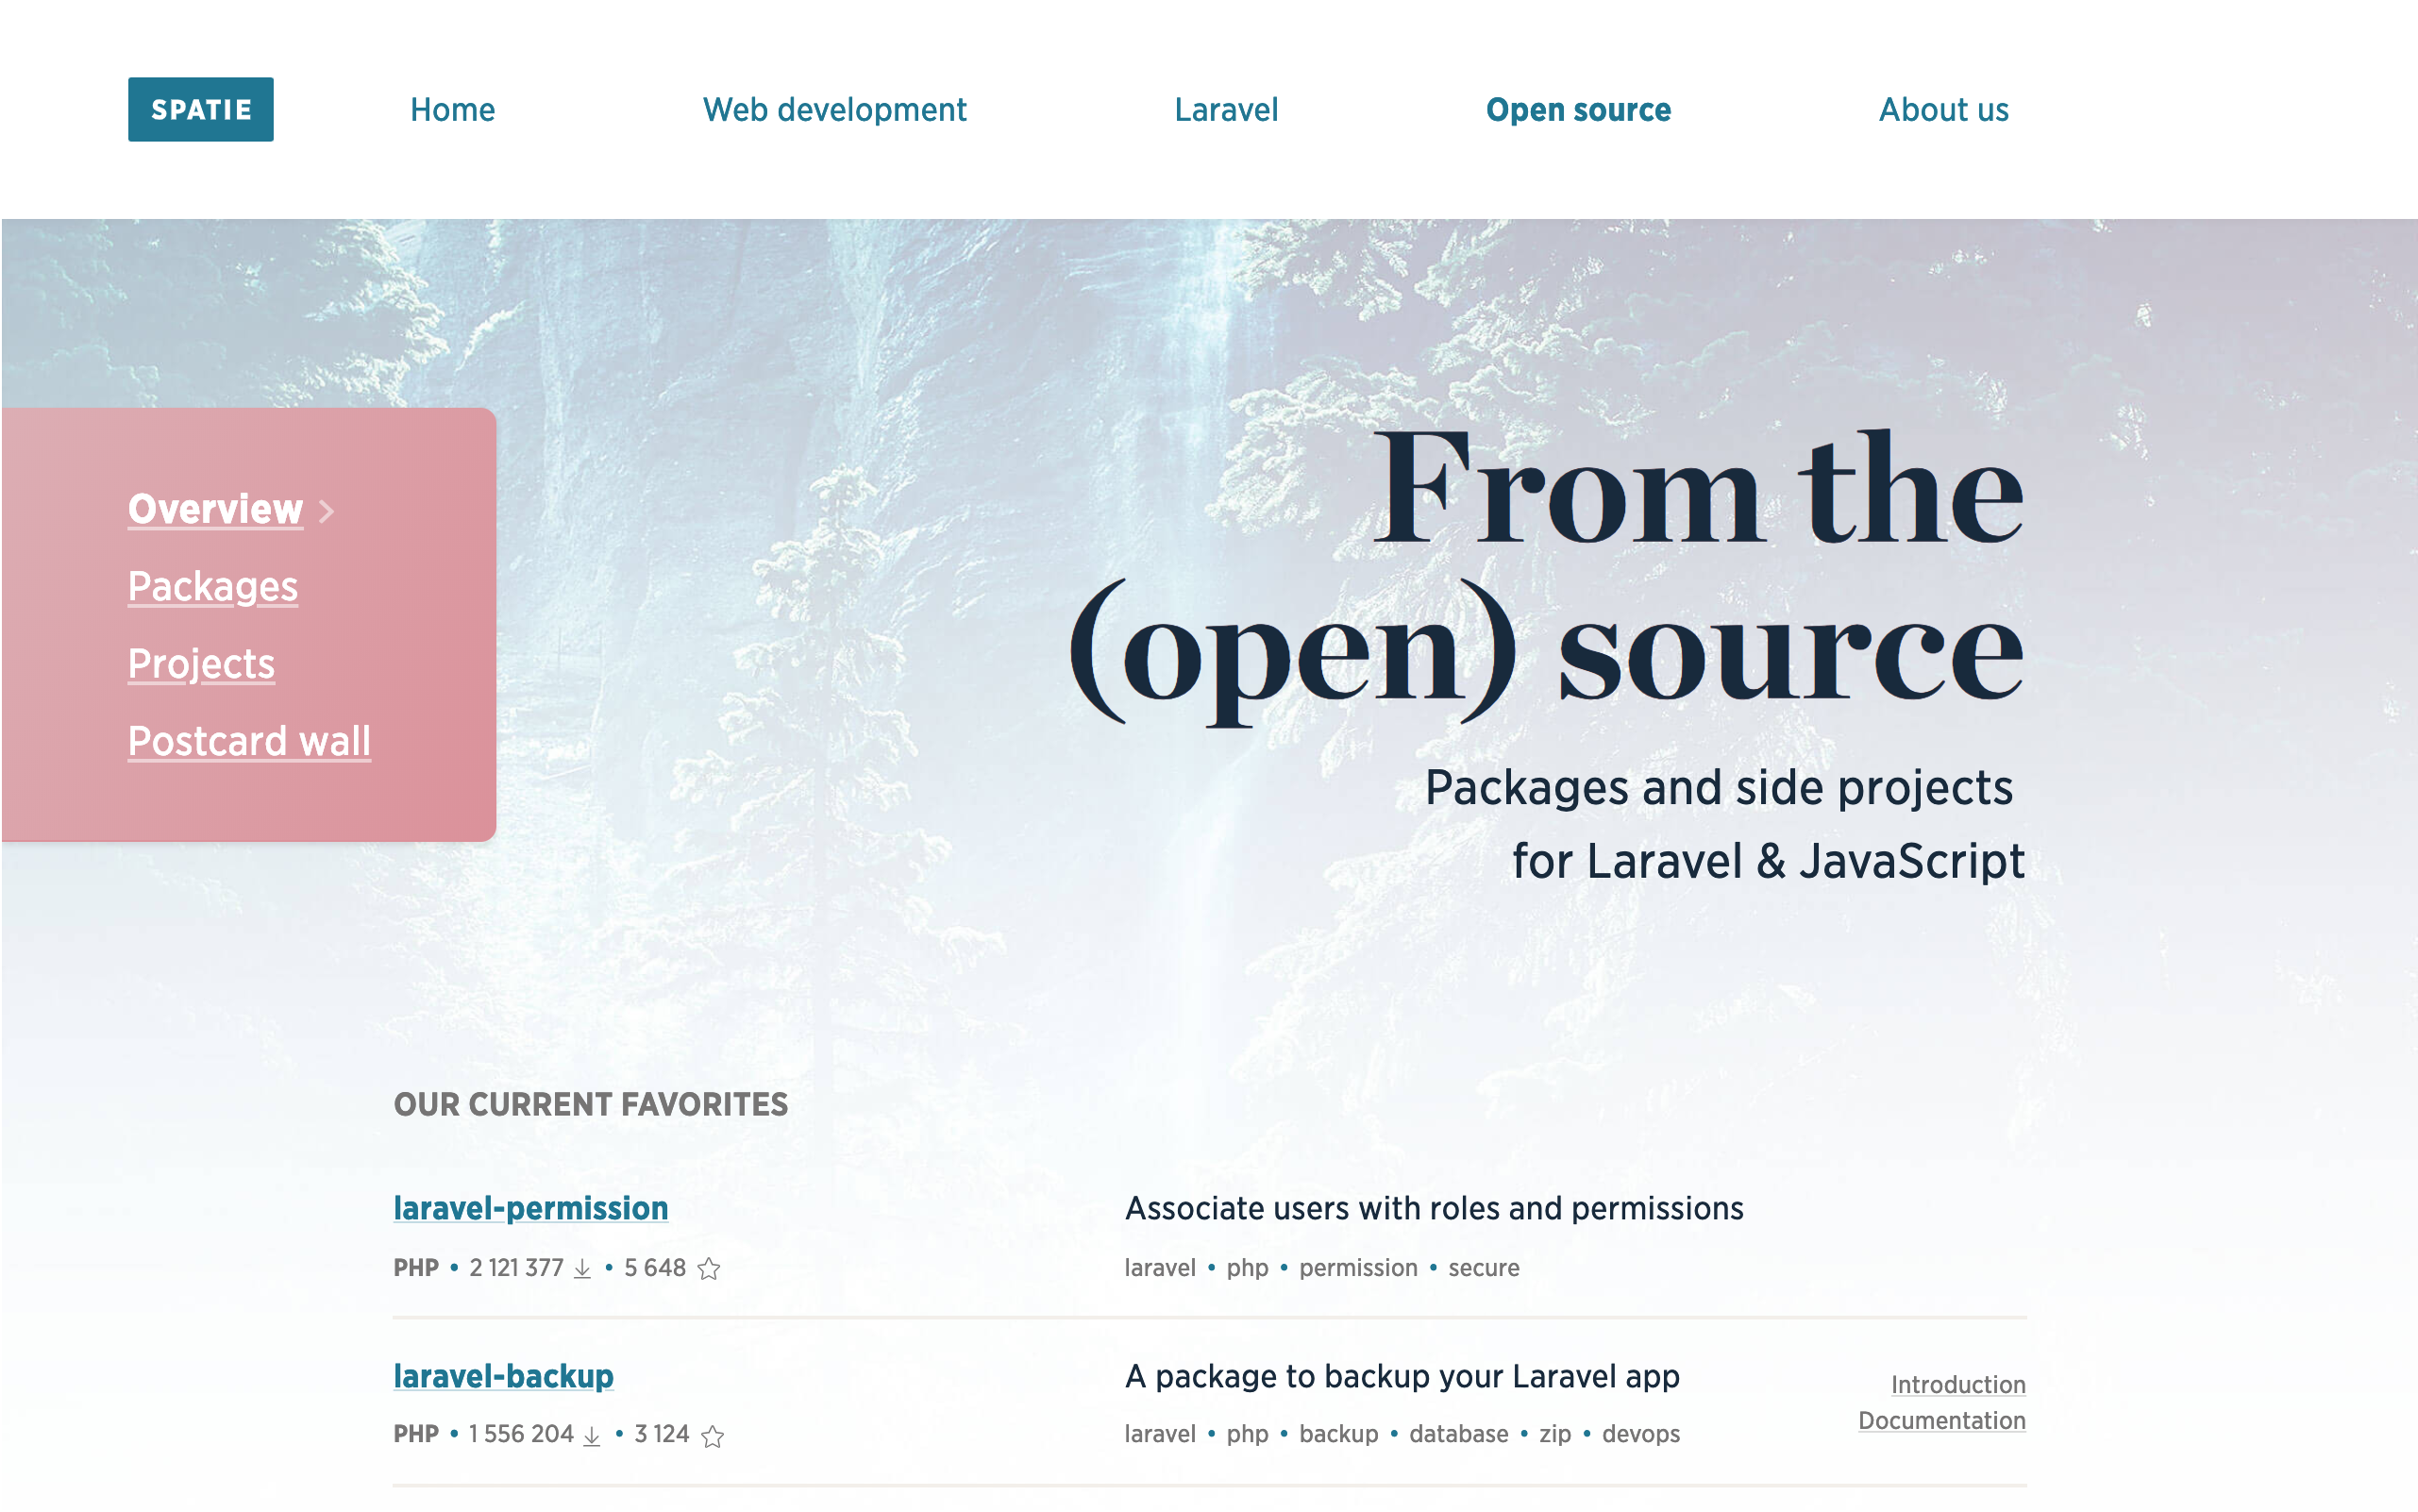 SPATIE Home Web development Laravel Open source About us
Overview >
Packages
Projects
Postcard wall
From the
(open) source
Packages and side projects
for Laravel & JavaScript
OUR CURRENT FAVORITES
laravel-permission
PHP • 2 121 377 • 5 648
Associate users with roles and permissions
laravel • php • permission • secure
laravel-backup
PHP • 1 556 204 • 3 124
A package to backup your Laravel app
laravel • php • backup • database • zip • devops
Introduction
Documentation